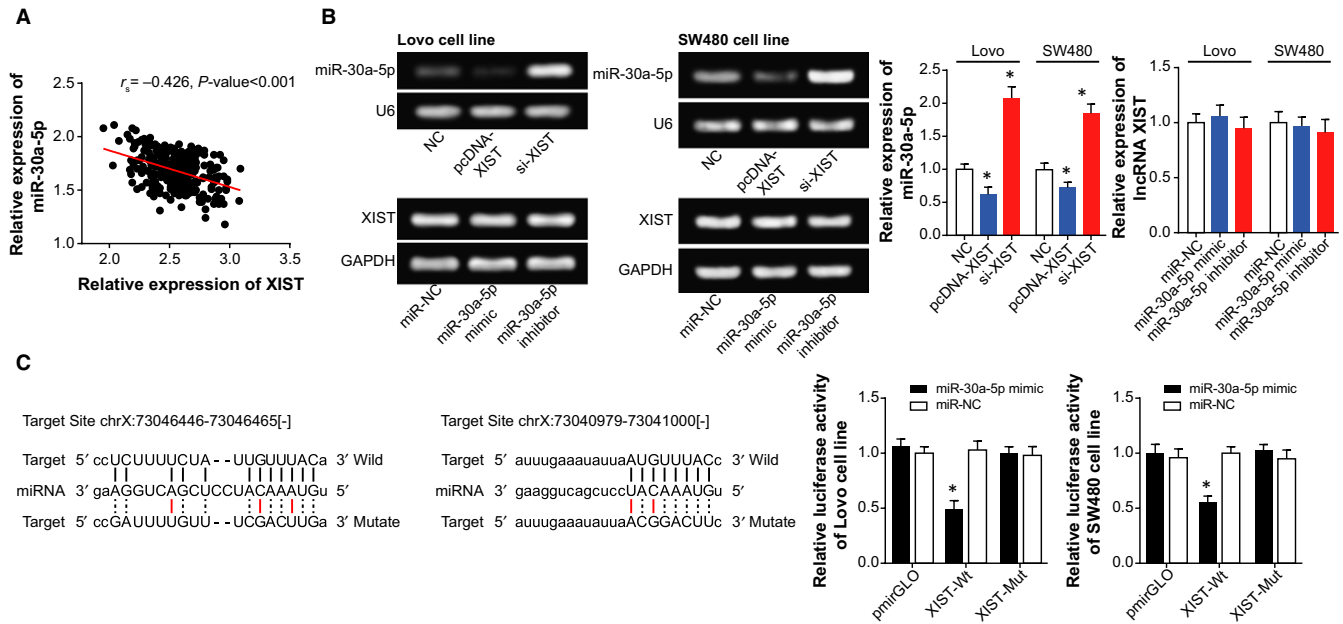 A
Relative expression of
miR-30a-5p
2.5
2.0
1.5
1.0
rs = –0.426, P-value<0.001
2.0
2.5
3.0
3.5
Relative expression of XIST
B
Lovo cell line
miR-30a-5p
U6
NC
pcDNA-
XIST
si-XIST
XIST
GAPDH
miR-NC
miR-30a-5p
mimic
miR-30a-5p
inhibitor
SW480 cell line
miR-30a-5p
U6
NC
pcDNA-
XIST
si-XIST
XIST
GAPDH
miR-NC
miR-30a-5p
mimic
miR-30a-5p
inhibitor
Relative expression of
miR-30a-5p
Lovo
SW480
2.5
2.0
1.5
1.0
0.5
0.0
*
*
*
*
NC
pcDNA-XIST
si-XIST
NC
pcDNA-XIST
si-XIST
Relative expression of
lncRNA XIST
Lovo
SW480
1.5
1.0
0.5
0.0
miR-NC
miR-30a-5p mimic
miR-30a-5p inhibitor
miR-NC
miR-30a-5p mimic
miR-30a-5p inhibitor
C
Target Site chrX:73046446-73046465[-]
Target 5′ ccUCUUUUCUA--UUGUUUACa 3′ Wild
miRNA 3′ gaAGGUCAGCUCCUACAAAUGu 5′
Target 5′ ccGAUUUUGUU--UCGACUUGa 3′ Mutate
Target Site chrX:73040979-73041000[-]
Target 5′ auuugaaauauuaAUGUUUACc 3′ Wild
miRNA 3′ gaaggucagcuccUACAAAUGu 5′
Target 5′ auuugaaauauuaACGGACUUc 3′ Mutate
Relative luciferase activity
of Lovo cell line
1.5
1.0
0.5
0.0
miR-30a-5p mimic
miR-NC
*
pmirGLO
XIST-Wt
XIST-Mut
Relative luciferase activity
of SW480 cell line
1.5
1.0
0.5
0.0
miR-30a-5p mimic
miR-NC
*
pmirGLO
XIST-Wt
XIST-Mut